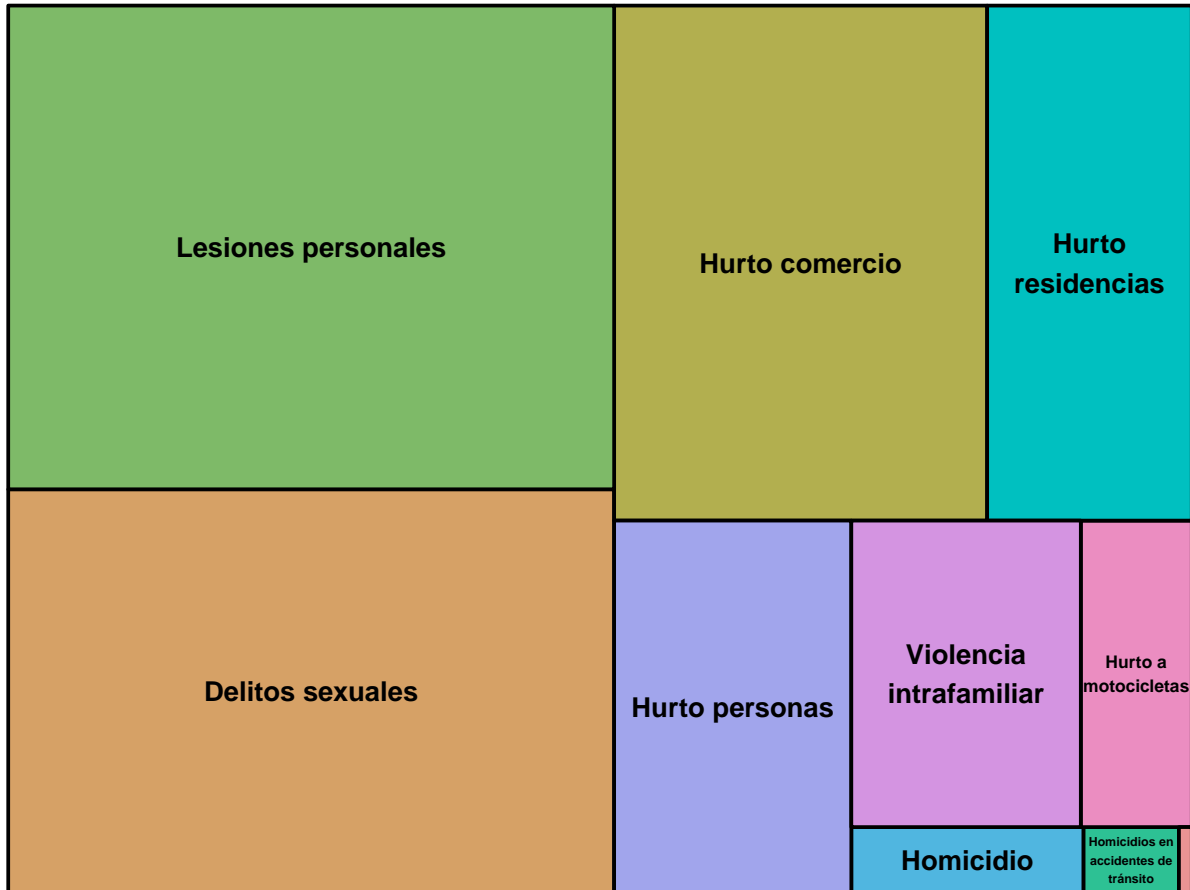 Lesiones personales
Hurto comercio
Hurto
residencias
Delitos sexuales
Hurto personas
Violencia
intrafamiliar
Hurto a
motocicletas
Homicidio
Homicidios en
accidentes de
tránsito